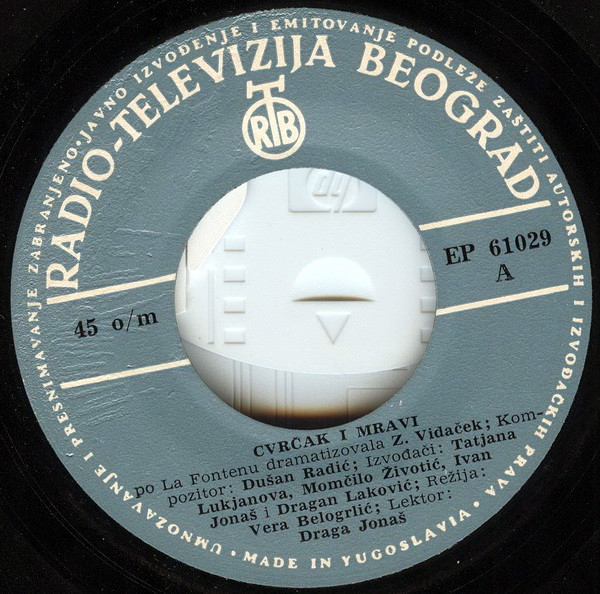 UMNOŽAVANJE I PRESNIMAVANJE ZABRANJENO·JAVNO IZVOĐENJE I EMITOVANJE PODLEŽE ZAŠTITI AUTORSKIH I IZVOĐAČKIH PRAVA·
RADIO-TELEVIZIJA BEOGRAD
RTB
hp
45 o/m
EP 61029
A
CVRČAK I MRAVI
po La Fontenu dramatizovala Z. Vidaček; Kom-
pozitor: Dušan Radić; Izvođači: Tatjana
Lukjanova, Momčilo Životić, Ivan
Jonaš i Dragan Laković; Režija:
Vera Belogrlić; Lektor:
Draga Jonaš
· MADE IN YUGOSLAVIA·